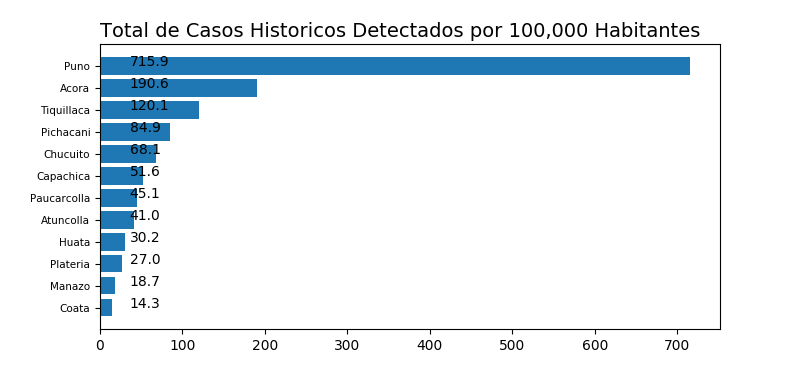 Total de Casos Historicos Detectados por 100,000 Habitantes
Puno 715.9
Acora 190.6
Tiquillaca 120.1
Pichacani 84.9
Chucuito 68.1
Capachica 51.6
Paucarcolla 45.1
Atuncolla 41.0
Huata 30.2
Plateria 27.0
Manazo 18.7
Coata 14.3
0 100 200 300 400 500 600 700